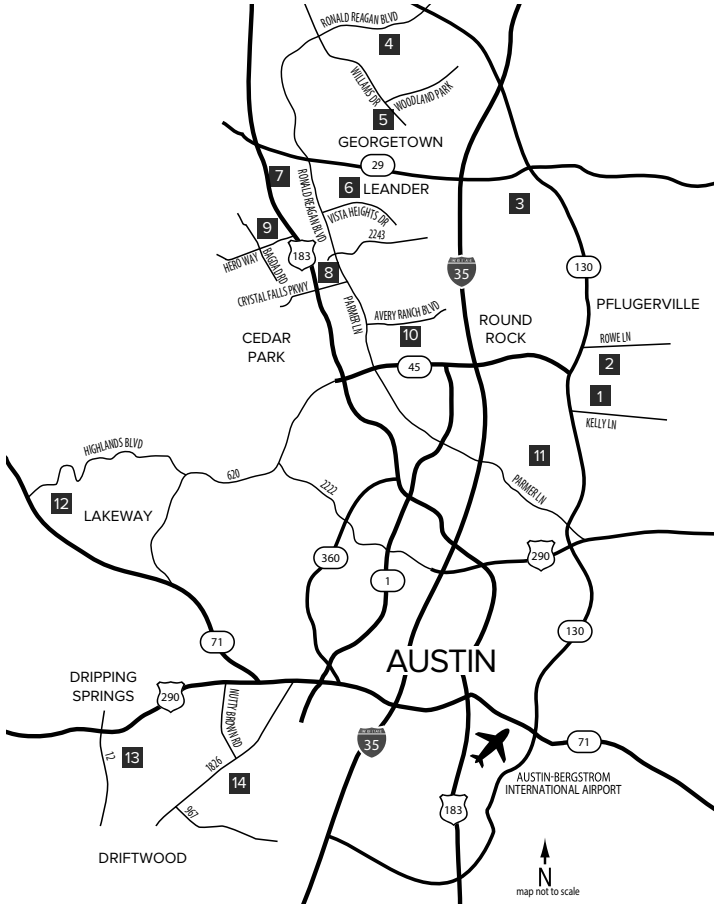 RONALD REAGAN BLVD
4
WILLIAMS DR
WOODLAND PARK
5
GEORGETOWN
29
7
RONALD REAGAN BLVD
6
LEANDER
3
VISTA HEIGHTS DR
2243
9
183
HERO WAY
BAGDAD RD
8
35
130
CRYSTAL FALLS PKWY
PARMER LN
AVERY RANCH BLVD
PFLUGERVILLE
10
ROUND
ROCK
CEDAR
PARK
ROWE LN
2
45
1
KELLY LN
HIGHLANDS BLVD
11
620
2222
PARMER LN
12
LAKEWAY
360
290
1
130
71
AUSTIN
DRIPPING
SPRINGS
290
NUTTY BROWN RD
35
71
12
13
1826
14
AUSTIN-BERGSTROM
INTERNATIONAL AIRPORT
183
967
DRIFTWOOD
N
map not to scale